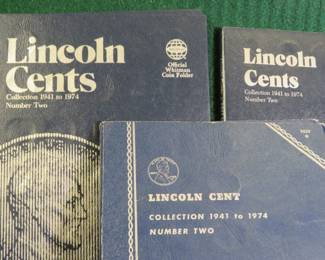 Lincoln
Cents
Collection 1941 to 1974
Number Two
Official
Whitman
Coin Folder
Lincoln
Cents
Collection 1941 to 1974
Number Two
LINCOLN CENT
COLLECTION 1941 to 1974
NUMBER TWO